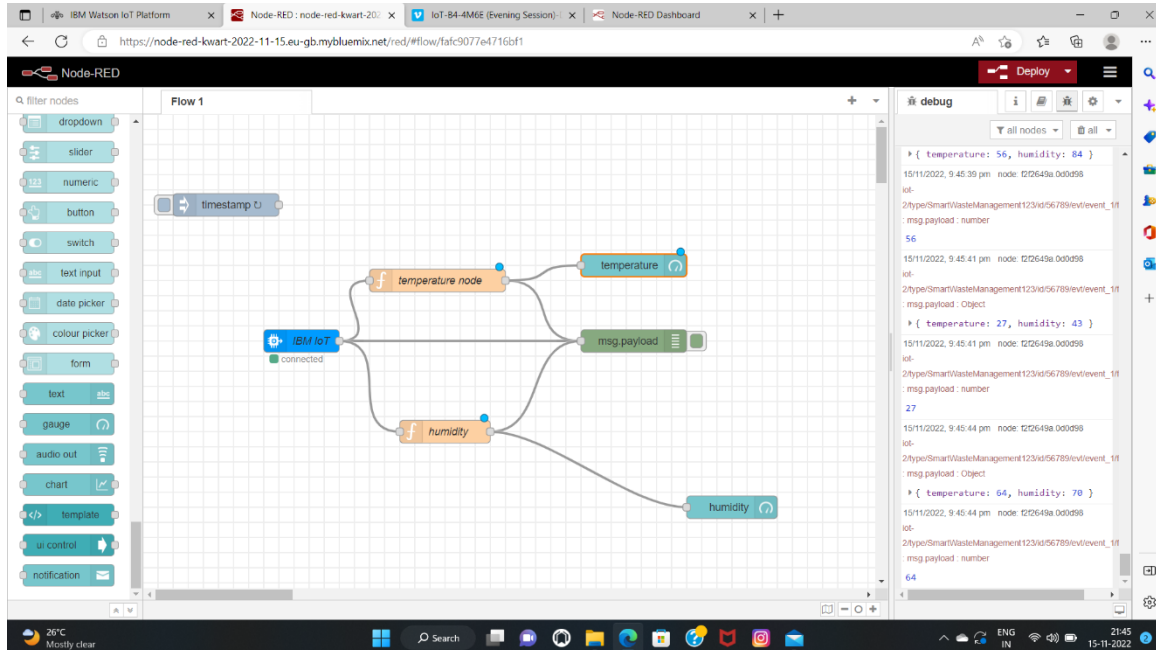 IBM Watson IoT Platform
Node-RED : node-red-kwart-202
IoT-B4-4M6E (Evening Session)-
Node-RED Dashboard
https://node-red-kwart-2022-11-15.eu-gb.mybluemix.net/red/#flow/fafc9077e4716bf1
Node-RED
Deploy
filter nodes
Flow 1
debug
all nodes
all
dropdown
slider
numeric
button
switch
text input
date picker
colour picker
form
text
gauge
audio out
chart
template
ui control
notification
timestamp ↻
temperature node
temperature
IBM IoT
connected
msg.payload
humidity
humidity
{ temperature: 56, humidity: 84 }
15/11/2022, 9:45:39 pm node: f2f2649a.0d0d98
iot-
2/type/SmartWasteManagement123/id/56789/evt/event_1/f
: msg.payload : number
56
15/11/2022, 9:45:41 pm node: f2f2649a.0d0d98
iot-
2/type/SmartWasteManagement123/id/56789/evt/event_1/f
: msg.payload : Object
{ temperature: 27, humidity: 43 }
15/11/2022, 9:45:41 pm node: f2f2649a.0d0d98
iot-
2/type/SmartWasteManagement123/id/56789/evt/event_1/f
: msg.payload : number
27
15/11/2022, 9:45:44 pm node: f2f2649a.0d0d98
iot-
2/type/SmartWasteManagement123/id/56789/evt/event_1/f
: msg.payload : Object
{ temperature: 64, humidity: 70 }
15/11/2022, 9:45:44 pm node: f2f2649a.0d0d98
iot-
2/type/SmartWasteManagement123/id/56789/evt/event_1/f
: msg.payload : number
64
26°C
Mostly clear
Search
ENG
IN
21:45
15-11-2022
2